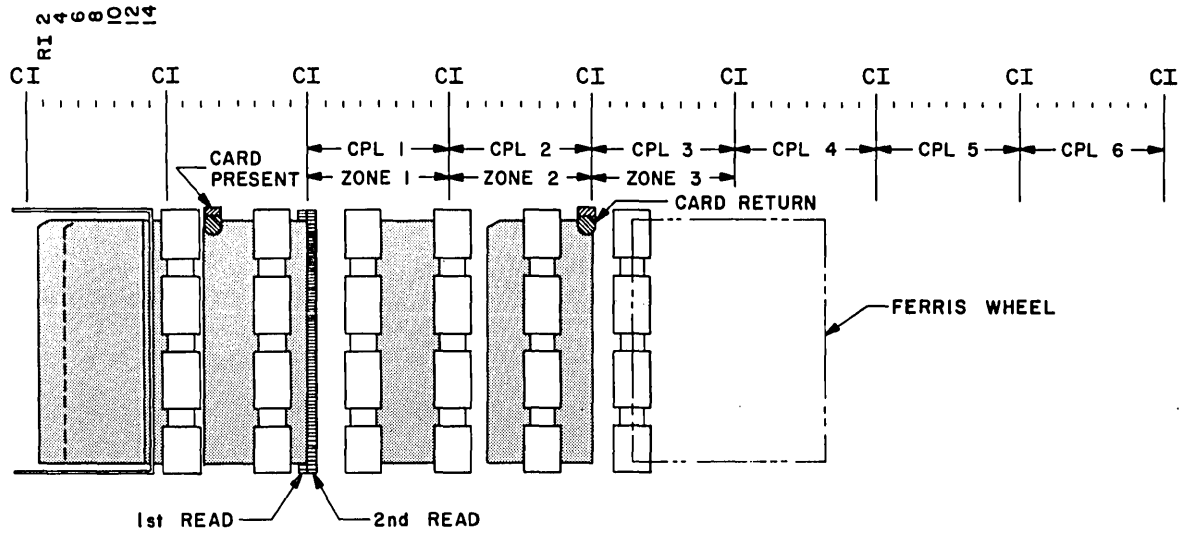 RI 2 4 6 8 10 12 14
CI CI CI CI CI CI CI CI CI
CPL 1 CPL 2 CPL 3 CPL 4 CPL 5 CPL 6
CARD
PRESENT
ZONE 1 ZONE 2 ZONE 3
CARD RETURN
FERRIS WHEEL
1st READ 2nd READ